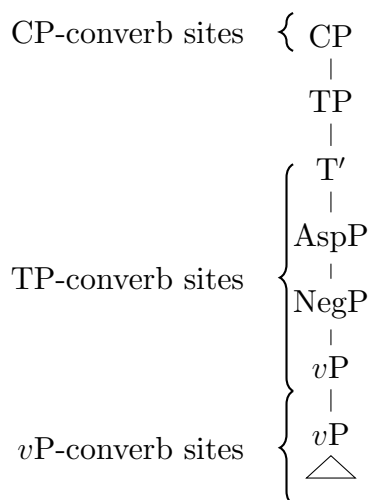 CP-converb sites CP
TP
T′
AspP
TP-converb sites
NegP
vP
vP-converb sites vP